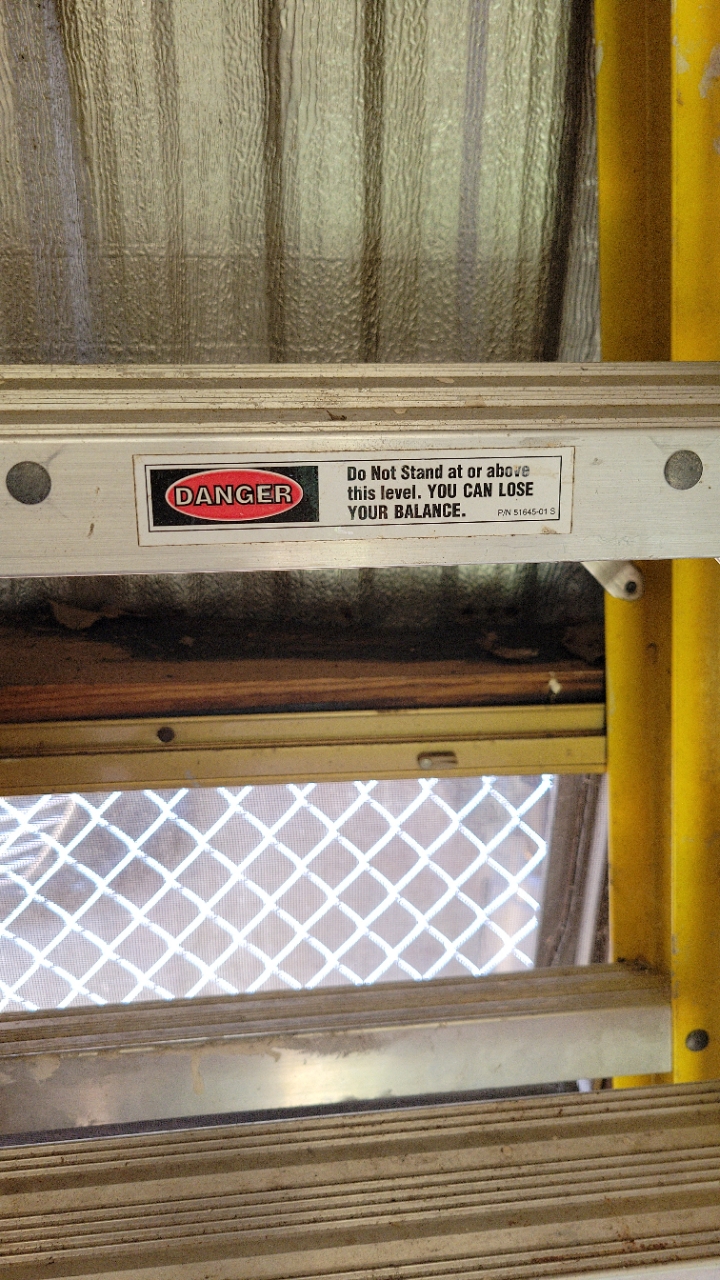 DANGER
Do Not Stand at or above
this level. YOU CAN LOSE
YOUR BALANCE.
P/N 51645-01 S